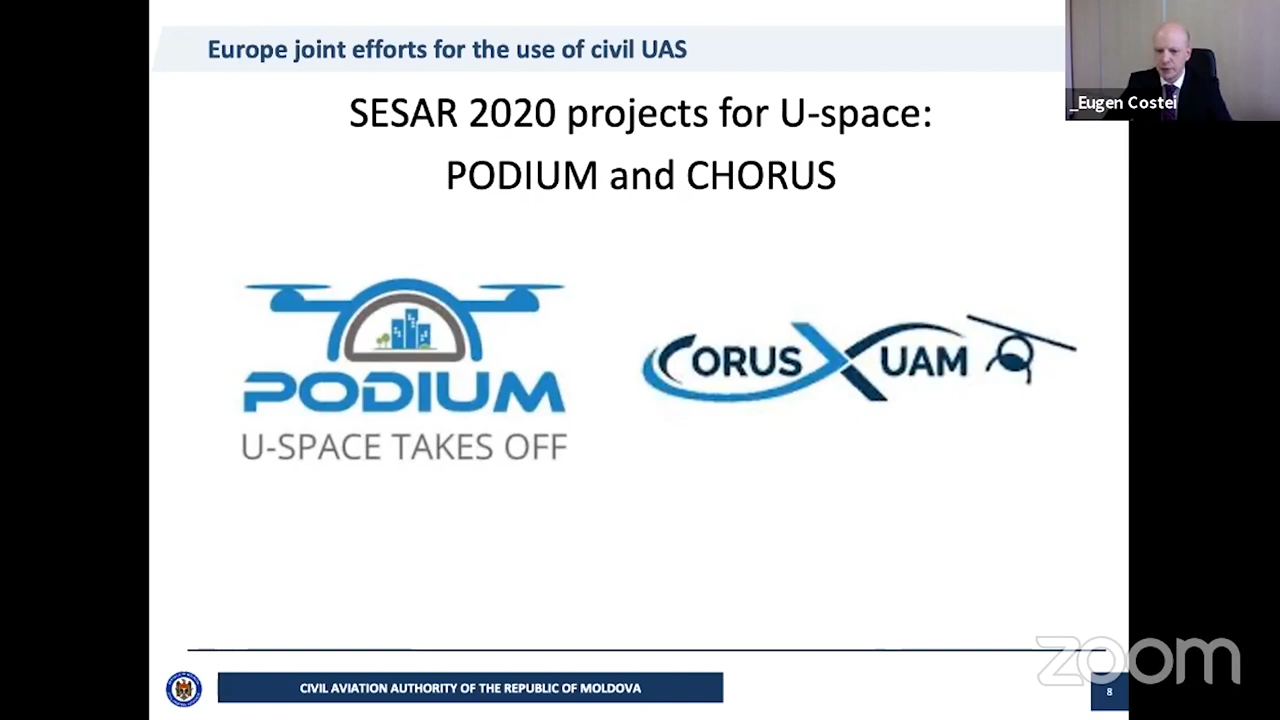 Europe joint efforts for the use of civil UAS
_Eugen Costei
SESAR 2020 projects for U-space:
PODIUM and CHORUS
PODIUM
U-SPACE TAKES OFF
CORUS X UAM
CIVIL AVIATION AUTHORITY OF THE REPUBLIC OF MOLDOVA
zoom
8